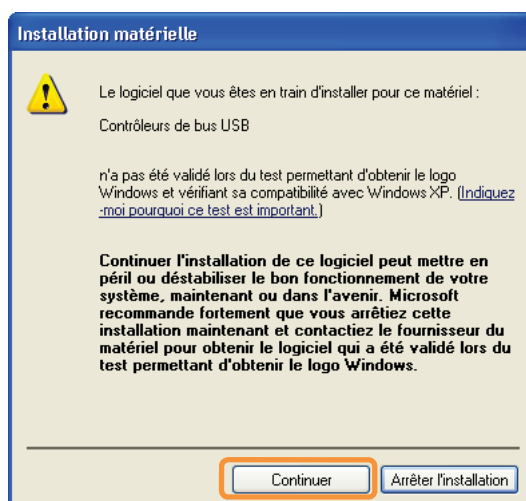 Installation matérielle
Le logiciel que vous êtes en train d'installer pour ce matériel :
Contrôleurs de bus USB
n'a pas été validé lors du test permettant d'obtenir le logo
Windows et vérifiant sa compatibilité avec Windows XP. (Indiquez
-moi pourquoi ce test est important.)
Continuer l'installation de ce logiciel peut mettre en
péril ou déstabiliser le bon fonctionnement de votre
système, maintenant ou dans l'avenir. Microsoft
recommande fortement que vous arrêtiez cette
installation maintenant et contactiez le fournisseur du
matériel pour obtenir le logiciel qui a été validé lors du
test permettant d'obtenir le logo Windows.
Continuer
Arrêter l'installation